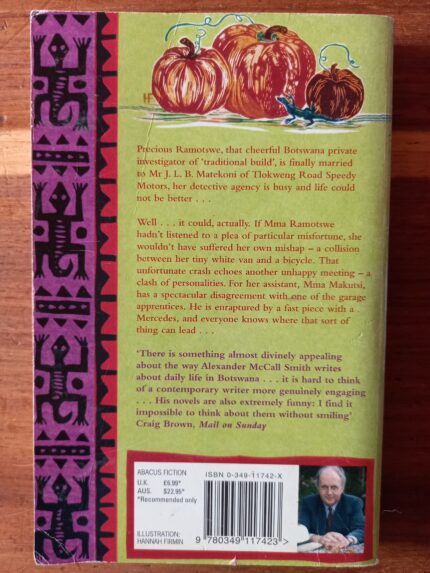 HF
Precious Ramotswe, that cheerful Botswana private
investigator of 'traditional build', is finally married
to Mr J. L. B. Matekoni of Tlokweng Road Speedy
Motors, her detective agency is busy and life could
not be better . . .
Well . . . it could, actually. If Mma Ramotswe
hadn't listened to a plea of particular misfortune, she
wouldn't have suffered her own mishap – a collision
between her tiny white van and a bicycle. That
unfortunate crash echoes another unhappy meeting – a
clash of personalities. For her assistant, Mma Makutsi,
has a spectacular disagreement with one of the garage
apprentices. He is enraptured by a fast piece with a
Mercedes, and everyone knows where that sort of
thing can lead . . .
'There is something almost divinely appealing
about the way Alexander McCall Smith writes
about daily life in Botswana . . . it is hard to think
of a contemporary writer more genuinely engaging
. . . His novels are also extremely funny: I find it
impossible to think about them without smiling'
Craig Brown, Mail on Sunday
ABACUS FICTION
U.K. £6.99*
AUS. $22.95*
*Recommended only
ILLUSTRATION:
HANNAH FIRMIN
ISBN 0-349-11742-X
9 780349 117423 >